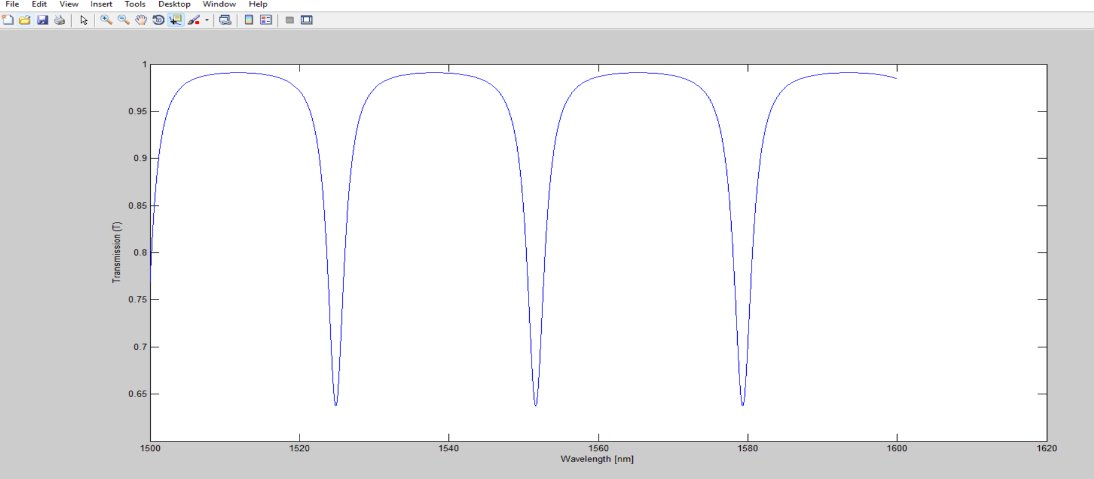 File Edit View Insert Tools Desktop Window Help
1
0.95
0.9
0.85
0.8
0.75
0.7
0.65
Transmission (T)
1500 1520 1540 1560 1580 1600 1620
Wavelength [nm]